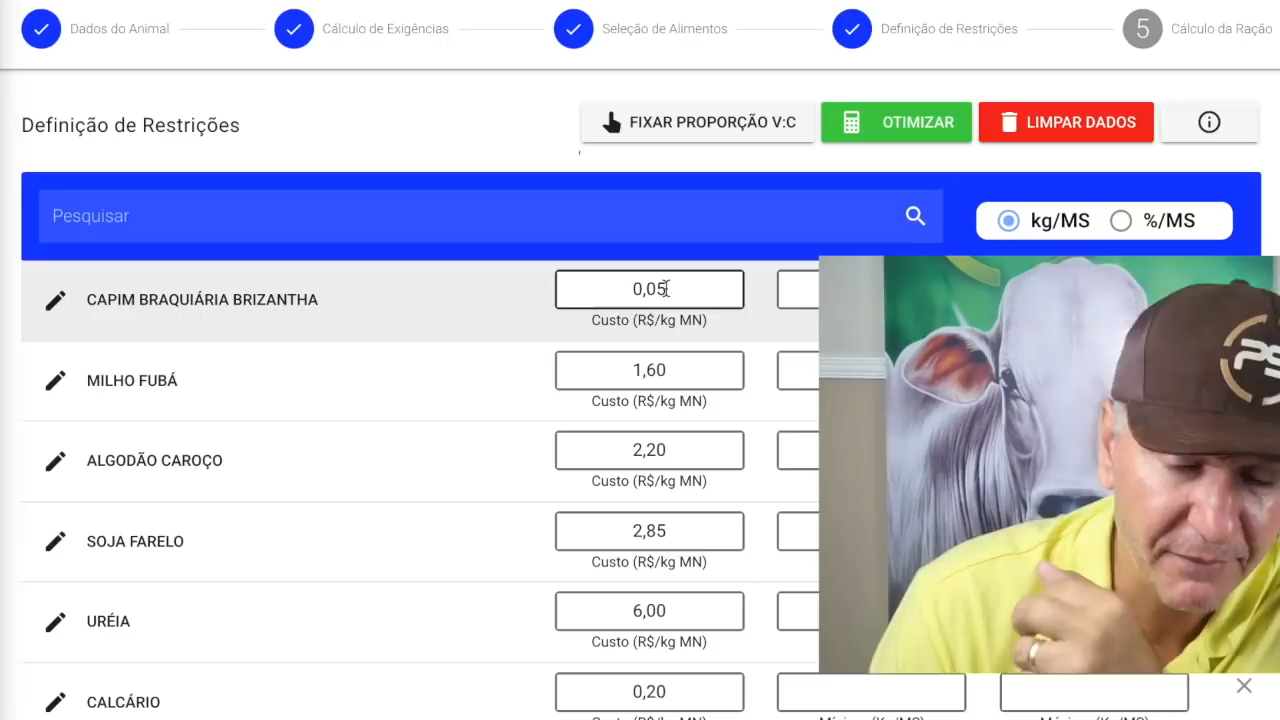 Dados do Animal
Cálculo de Exigências
Seleção de Alimentos
Definição de Restrições
5 Cálculo da Ração
Definição de Restrições
FIXAR PROPORÇÃO V:C
OTIMIZAR
LIMPAR DADOS
Pesquisar
kg/MS
%/MS
CAPIM BRAQUIÁRIA BRIZANTHA
0,05
Custo (R$/kg MN)
MILHO FUBÁ
1,60
Custo (R$/kg MN)
ALGODÃO CAROÇO
2,20
Custo (R$/kg MN)
SOJA FARELO
2,85
Custo (R$/kg MN)
URÉIA
6,00
Custo (R$/kg MN)
CALCÁRIO
0,20
PS